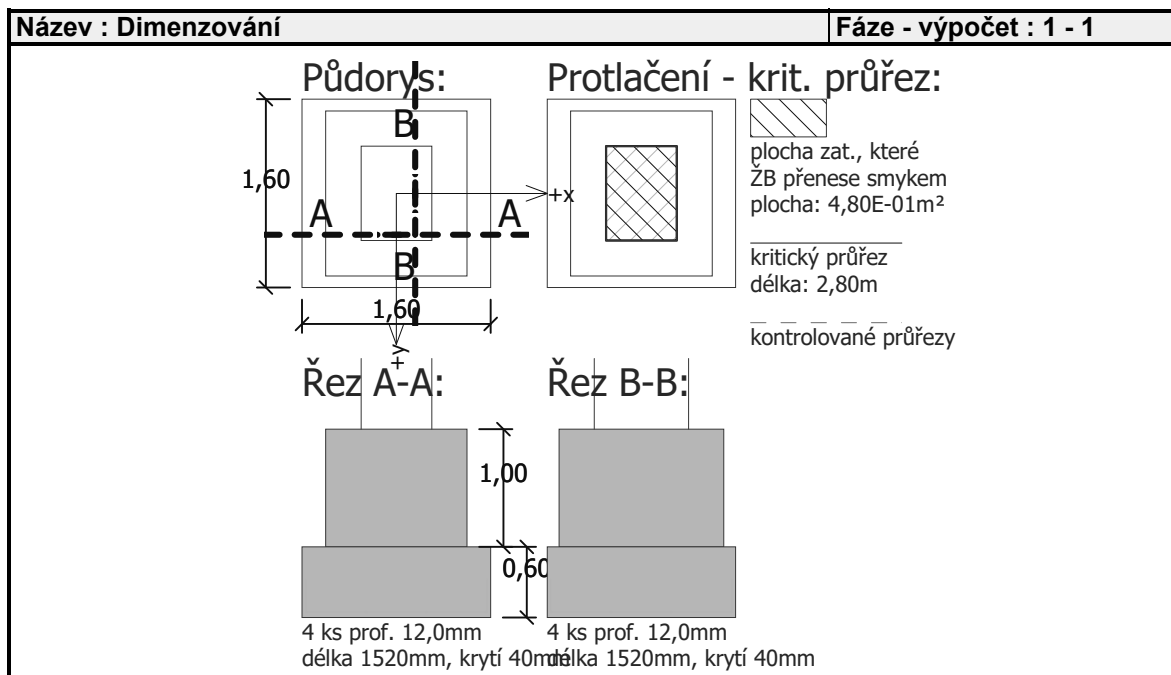 Název : Dimenzování
Fáze - výpočet : 1 - 1
Půdorys:
Protlačení - krit. průřez:
B
1,60
+x
A
A
B
1,60
+y
plocha zat., které
ŽB přenese smykem
plocha: 4,80E-01m²
kritický průřez
délka: 2,80m
kontrolované průřezy
Řez A-A:
Řez B-B:
1,00
0,60
4 ks prof. 12,0mm
délka 1520mm, krytí 40mm
4 ks prof. 12,0mm
délka 1520mm, krytí 40mm